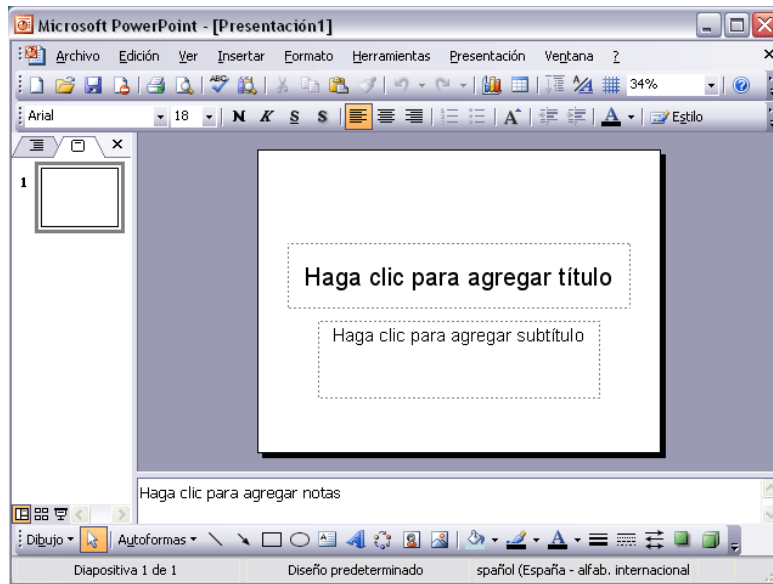 Microsoft PowerPoint - [Presentación1]
Archivo Edición Ver Insertar Formato Herramientas Presentación Ventana ?
34%
Arial 18 N K S S A A Estilo
1
Haga clic para agregar título
Haga clic para agregar subtítulo
Haga clic para agregar notas
Dibujo Autoformas A
Diapositiva 1 de 1 Diseño predeterminado spañol (España - alfab. internacional